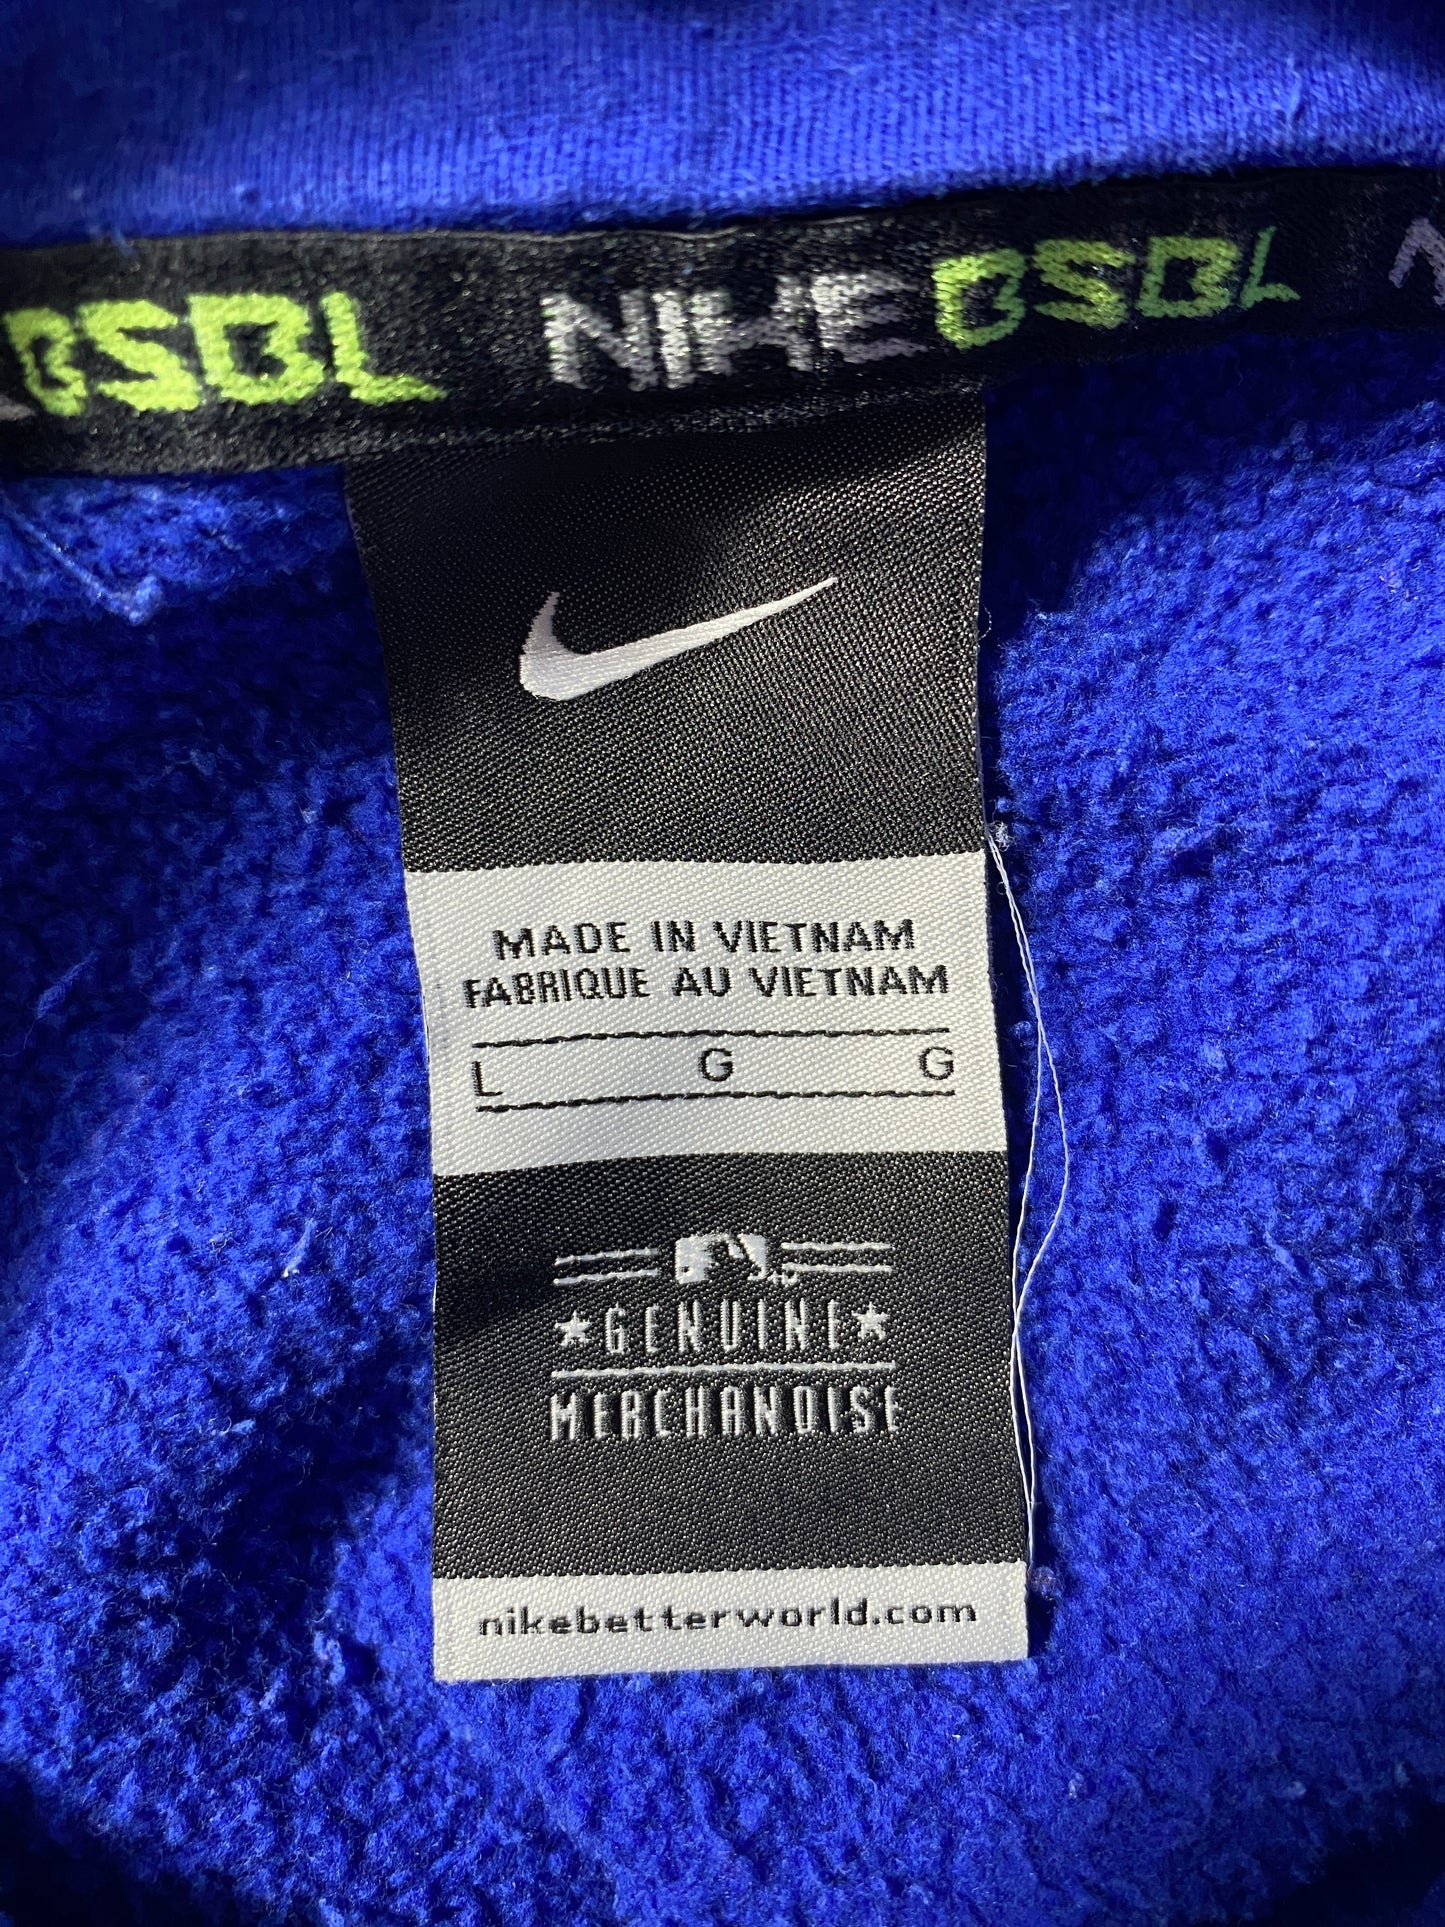 BSBL NIKE BSBL
MADE IN VIETNAM
FABRIQUE AU VIETNAM
L G G
GENUINE
MERCHANDISE
nikebetterworld.com